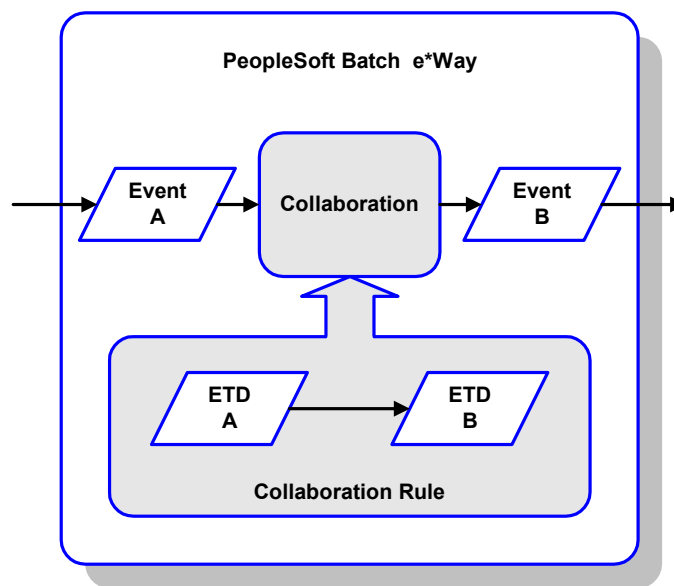 PeopleSoft Batch  e*Way
Event
A
Collaboration
Event
B
ETD
A
ETD
B
Collaboration Rule